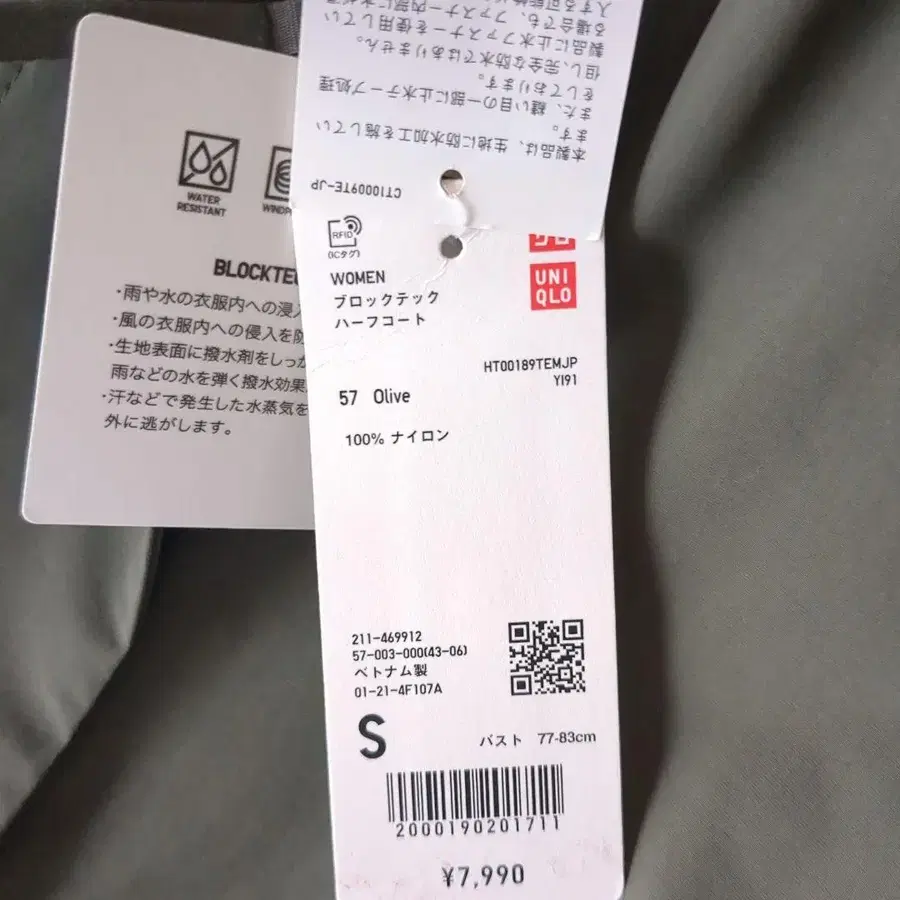 WATER
RESISTANT
BLOCKTE
・雨や水の衣服内への浸入
・風の衣服内への侵入を防
・生地表面に撥水剤をしっか
雨などの水を弾く撥水効果
・汗などで発生した水蒸気を
外に逃がします。
本製品は、生地に防水加工を施してい
ます。
また、縫い目の一部に止水テープ処理
をしております。
但し、完全な防水ではありません。
製品に止水ファスナーを使用し
る場合でも、ファスナー内部に水が
入する可能性
CT10009TE-JP
RFID
(ICタグ)
WOMEN
ブロックテック
ハーフコート
UNI
QLO
HT00189TEMJP
YI91
57 Olive
100% ナイロン
211-469912
57-003-000(43-06)
ベトナム製
01-21-4F107A
S
バスト 77-83cm
2000190201711
¥7,990